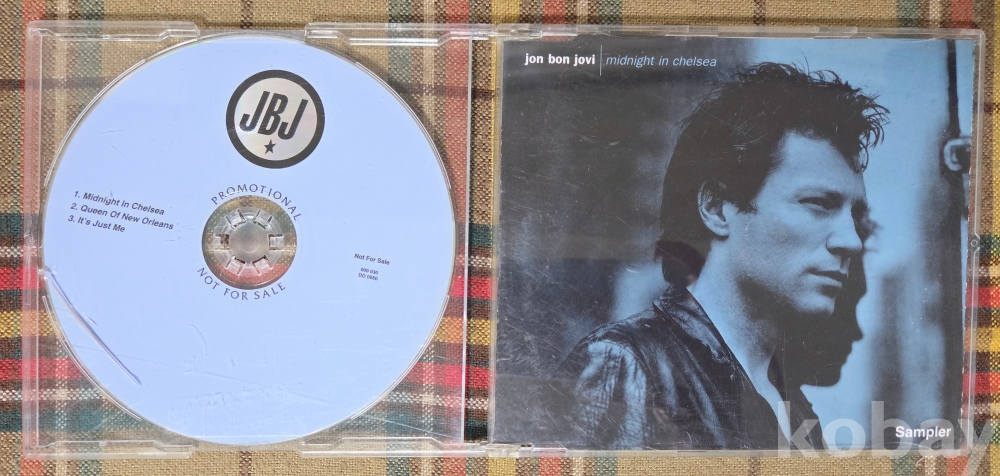 JBJ
PROMOTIONAL
1. Midnight In Chelsea
2. Queen Of New Orleans
3. It's Just Me
Not For Sale
NOT FOR SALE
jon bon jovi midnight in chelsea
Sampler
kobay